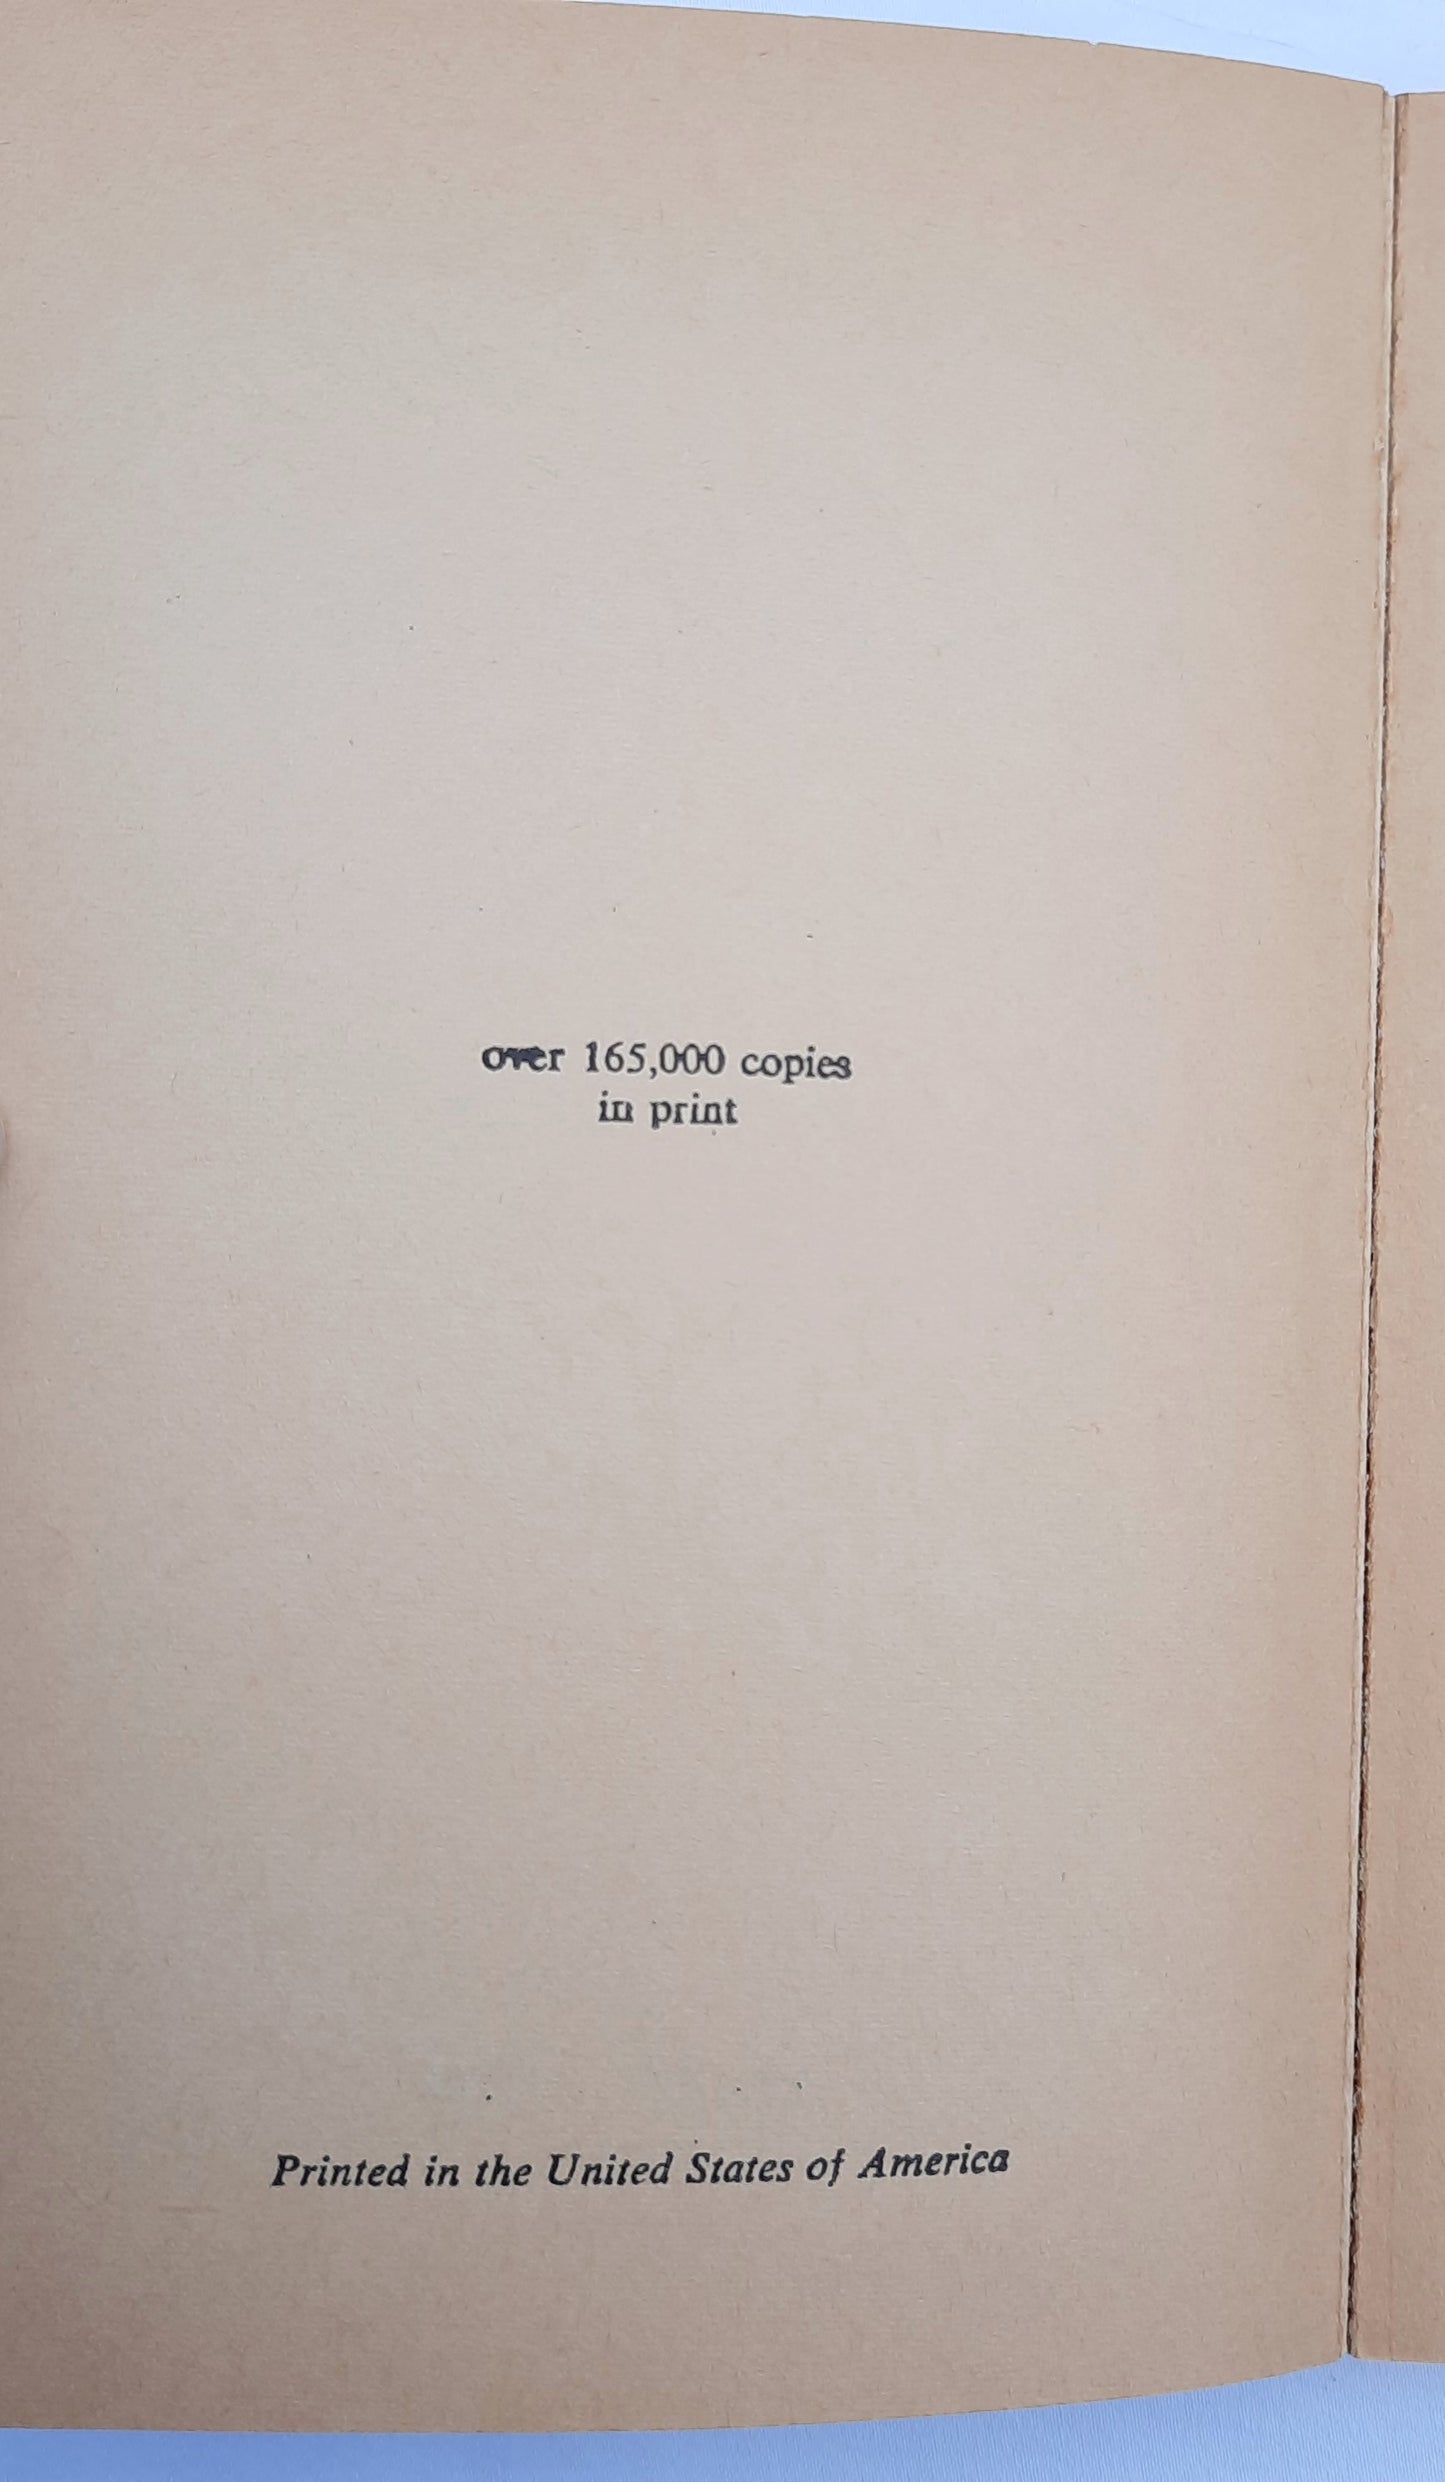 over 165,000 copies
in print
Printed in the United States of America